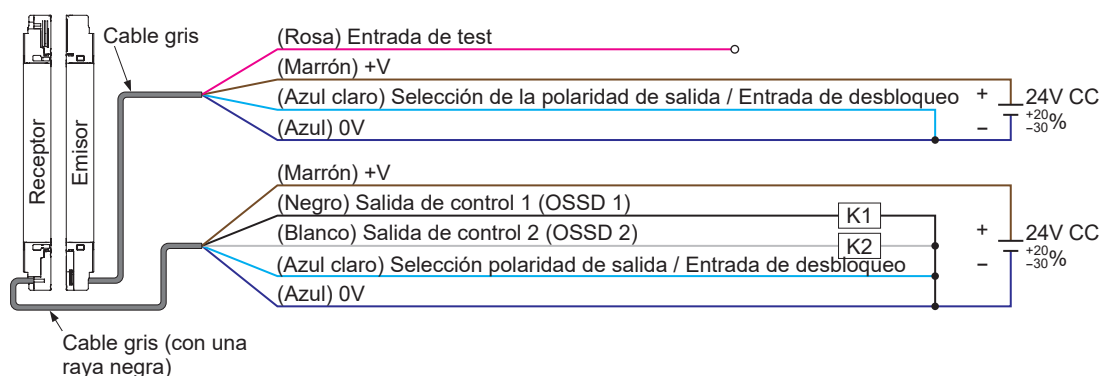 Cable gris
(Rosa) Entrada de test
(Marrón) +V
(Azul claro) Selección de la polaridad de salida / Entrada de desbloqueo
(Azul) 0V
+
−
24V CC
+20
−30%
Receptor
Emisor
(Marrón) +V
(Negro) Salida de control 1 (OSSD 1)
K1
(Blanco) Salida de control 2 (OSSD 2)
K2
(Azul claro) Selección polaridad de salida / Entrada de desbloqueo
(Azul) 0V
+
−
24V CC
+20
−30%
Cable gris (con una
raya negra)